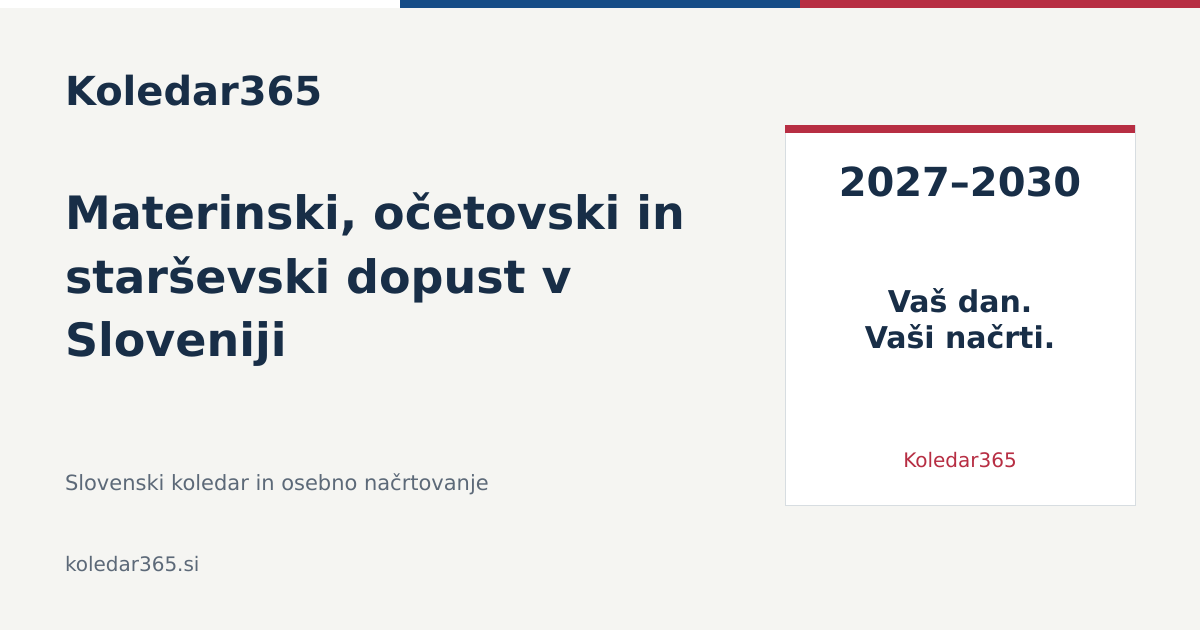 Koledar365
Materinski, očetovski in
starševski dopust v
Sloveniji
Slovenski koledar in osebno načrtovanje
koledar365.si
2027–2030
Vaš dan.
Vaši načrti.
Koledar365